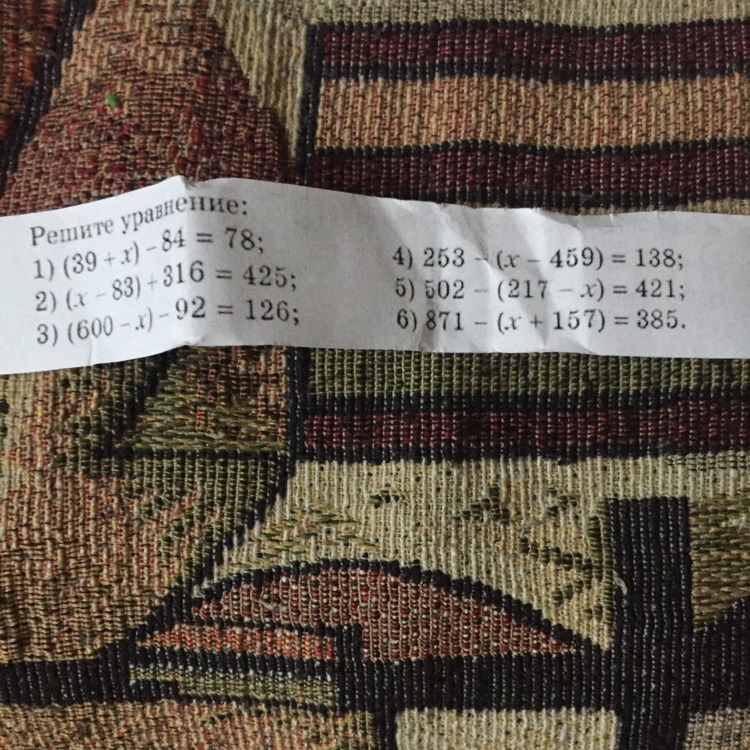 Решите уравнение:
1) (39 + x) – 84 = 78;
2) (x – 83) + 316 = 425;
3) (600 – x) – 92 = 126;
4) 253 – (x – 459) = 138;
5) 502 – (217 – x) = 421;
6) 871 – (x + 157) = 385.